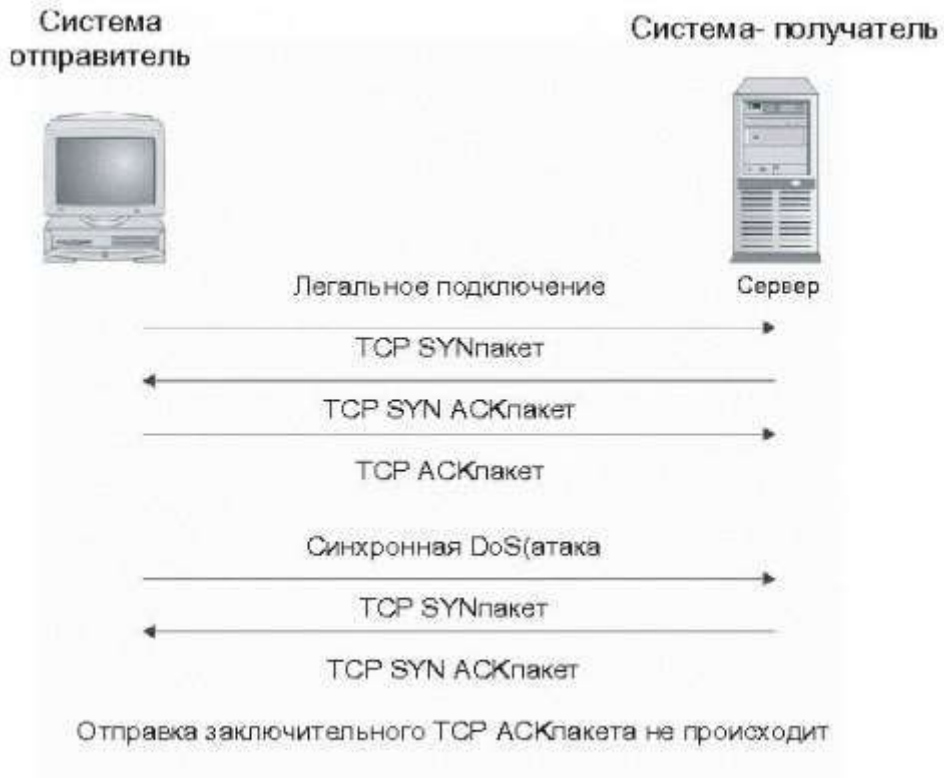 Система
отправитель
Система- получатель
Сервер
Легальное подключение
TCP SYNпакет
TCP SYN ACKпакет
TCP ACKпакет
Синхронная DoS(атака
TCP SYNпакет
TCP SYN ACKпакет
Отправка заключительного TCP ACKпакета не происходит